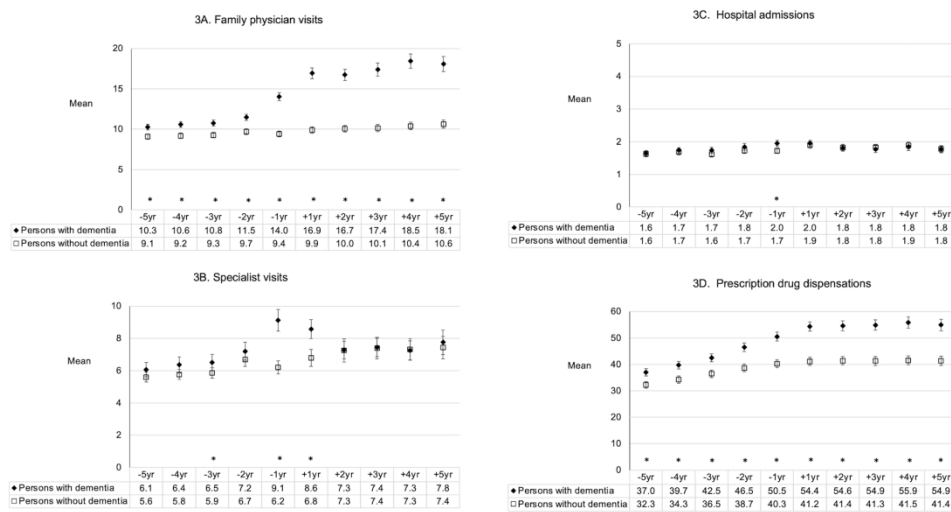 3A. Family physician visits
20
15
Mean
10
5
0
* * * * * * * * * *
-5yr -4yr -3yr -2yr -1yr +1yr +2yr +3yr +4yr +5yr
Persons with dementia 10.3 10.6 10.8 11.5 14.0 16.9 16.7 17.4 18.5 18.1
Persons without dementia 9.1 9.2 9.3 9.7 9.4 9.9 10.0 10.1 10.4 10.6
3B. Specialist visits
10
8
Mean
6
4
2
0
* * *
-5yr -4yr -3yr -2yr -1yr +1yr +2yr +3yr +4yr +5yr
Persons with dementia 6.1 6.4 6.5 7.2 9.1 8.6 7.3 7.4 7.3 7.8
Persons without dementia 5.6 5.8 5.9 6.7 6.2 6.8 7.3 7.4 7.3 7.4
3C. Hospital admissions
5
4
Mean
3
2
1
0
*
-5yr -4yr -3yr -2yr -1yr +1yr +2yr +3yr +4yr +5yr
Persons with dementia 1.6 1.7 1.7 1.8 2.0 2.0 1.8 1.8 1.8 1.8
Persons without dementia 1.6 1.7 1.6 1.7 1.7 1.9 1.8 1.8 1.9 1.8
3D. Prescription drug dispensations
60
50
Mean
40
30
20
10
0
* * * * * * * * * *
-5yr -4yr -3yr -2yr -1yr +1yr +2yr +3yr +4yr +5yr
Persons with dementia 37.0 39.7 42.5 46.5 50.5 54.4 54.6 54.9 55.9 54.9
Persons without dementia 32.3 34.3 36.5 38.7 40.3 41.2 41.4 41.3 41.5 41.4